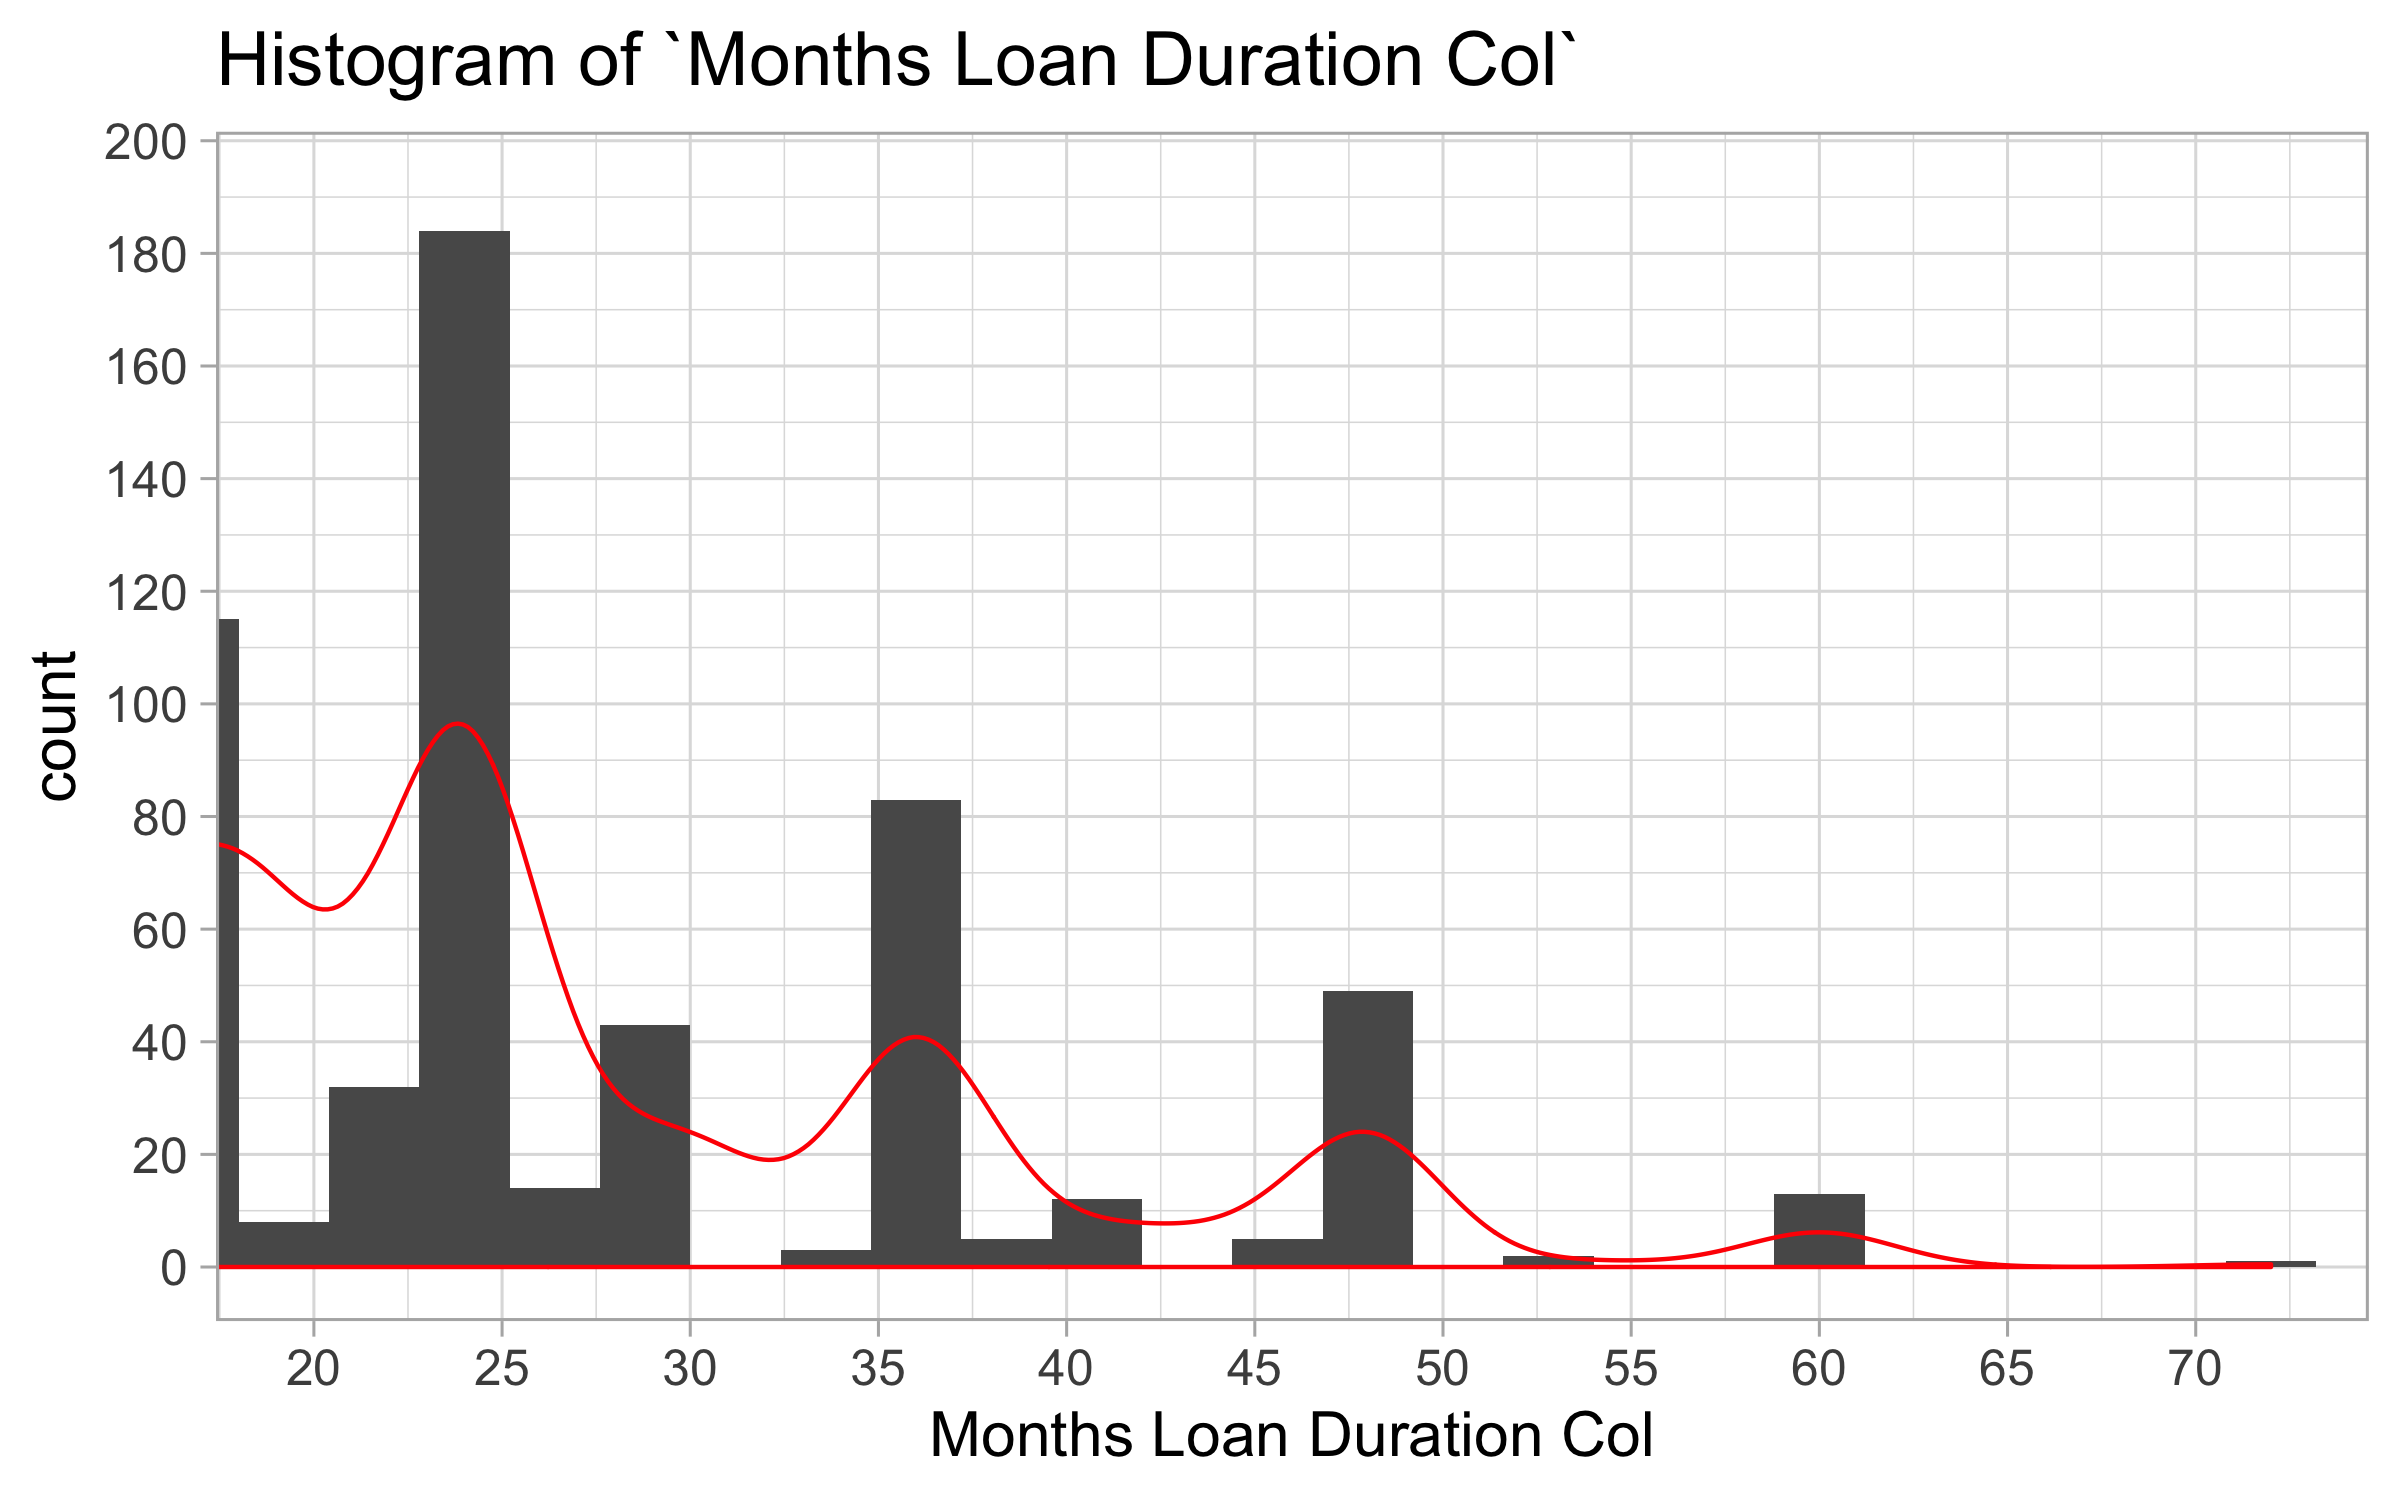 Histogram of `Months Loan Duration Col`
200
180
160
140
120
100
80
60
40
20
0
count
20 25 30 35 40 45 50 55 60 65 70
Months Loan Duration Col